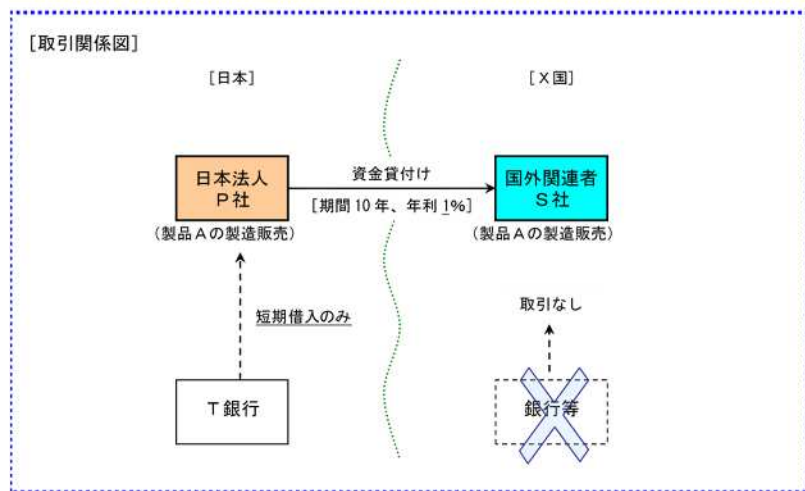 [取引関係図]
[日本]
[X国]
日本法人
P社
資金貸付け
[期間10年、年利1%]
国外関連者
S社
(製品Aの製造販売)
(製品Aの製造販売)
短期借入のみ
取引なし
T銀行
銀行等